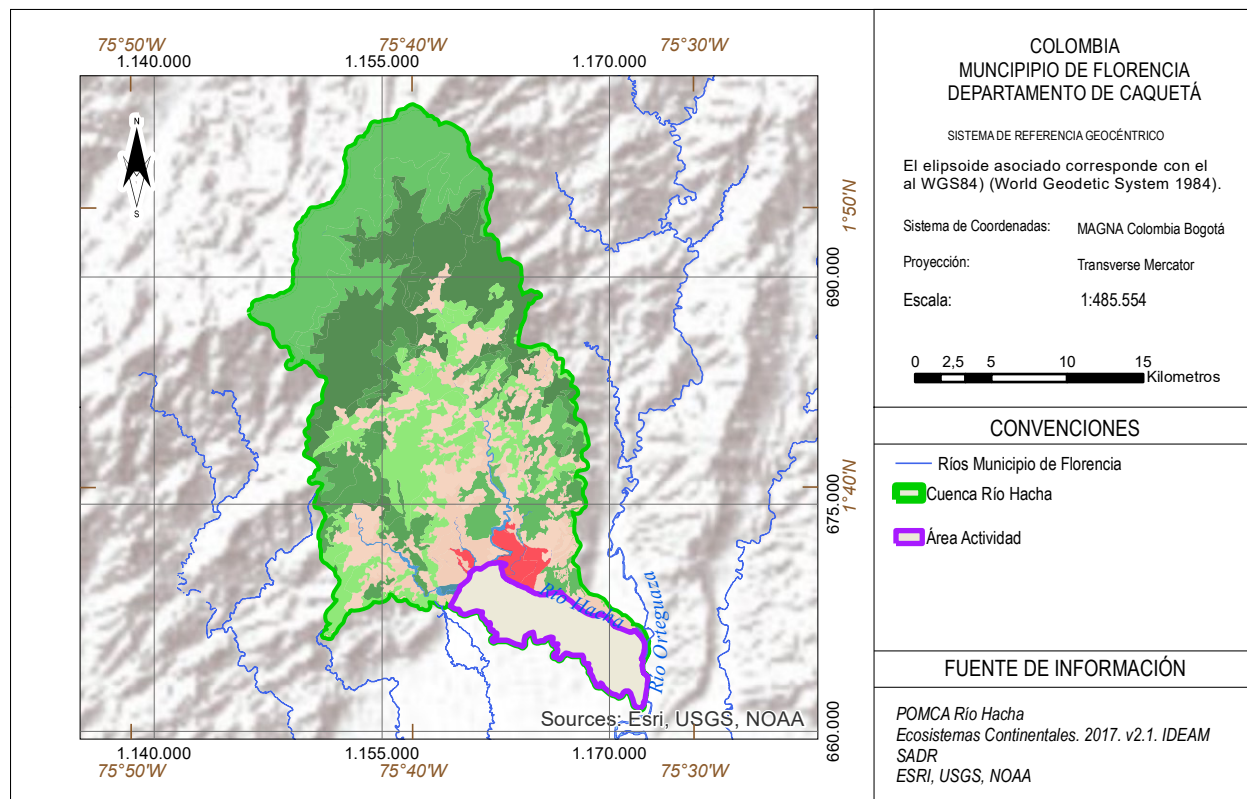 75°50'W 75°40'W 75°30'W
1.140.000 1.155.000 1.170.000
N
S
1°50'N
690.000
1°40'N
675.000
660.000
Río Hacha
Río Orteguaza
Sources: Esri, USGS, NOAA
1.140.000 1.155.000 1.170.000
75°50'W 75°40'W 75°30'W
COLOMBIA
MUNCIPIPIO DE FLORENCIA
DEPARTAMENTO DE CAQUETÁ
SISTEMA DE REFERENCIA GEOCÉNTRICO
El elipsoide asociado corresponde con el
al WGS84) (World Geodetic System 1984).
Sistema de Coordenadas: MAGNA Colombia Bogotá
Proyección: Transverse Mercator
Escala: 1:485.554
0 2,5 5 10 15
Kilometros
CONVENCIONES
Ríos Municipio de Florencia
Cuenca Río Hacha
Área Actividad
FUENTE DE INFORMACIÓN
POMCA Río Hacha
Ecosistemas Continentales. 2017. v2.1. IDEAM
SADR
ESRI, USGS, NOAA